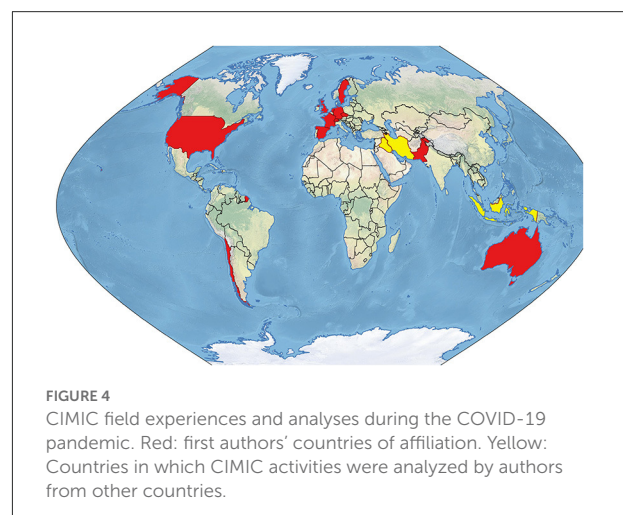 FIGURE 4
CIMIC field experiences and analyses during the COVID-19
pandemic. Red: first authors’ countries of affiliation. Yellow:
Countries in which CIMIC activities were analyzed by authors
from other countries.